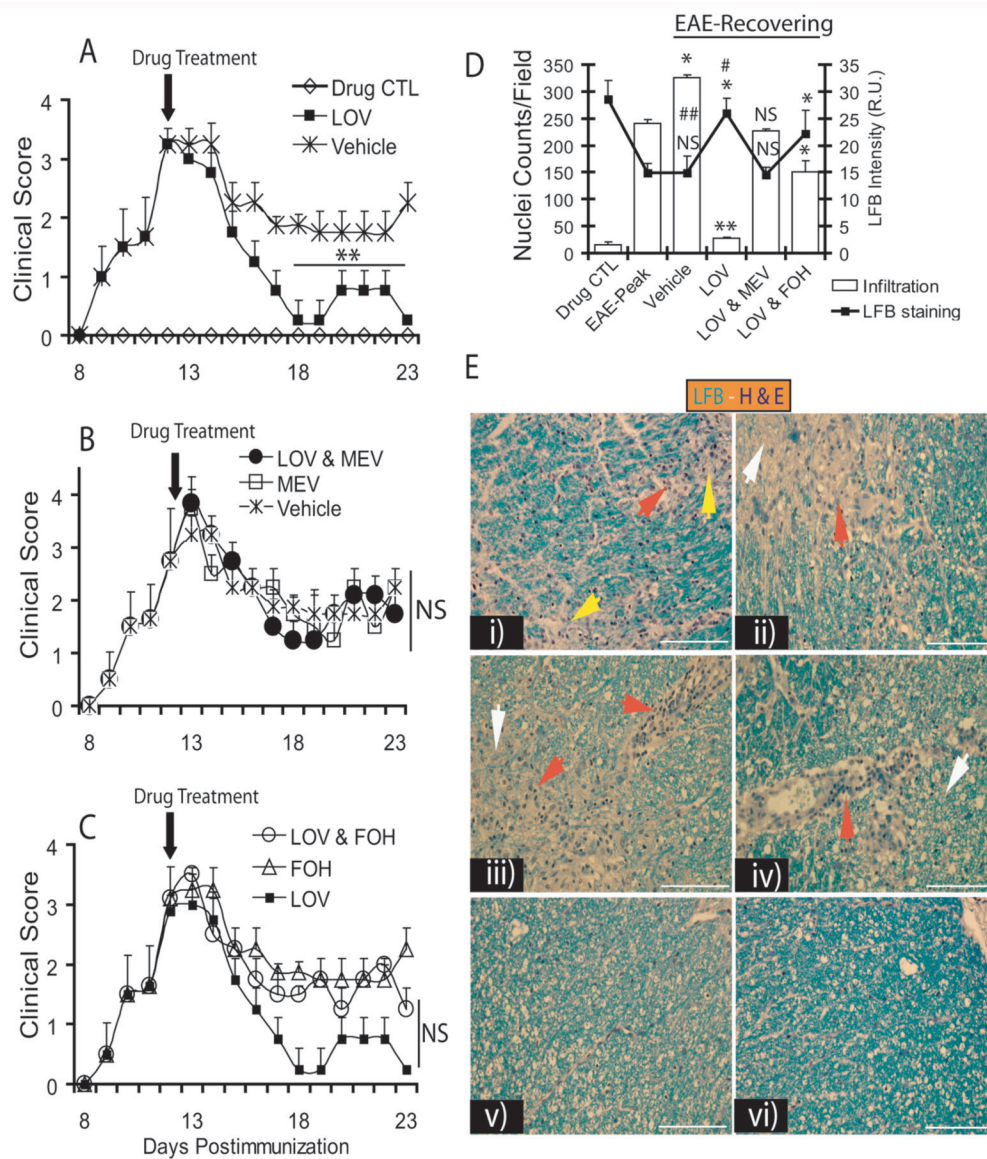 A
Drug Treatment
Drug CTL
LOV
Vehicle
4
3
2
1
0
Clinical Score
**
8
13
18
23
B
Drug Treatment
LOV & MEV
MEV
Vehicle
4
3
2
1
0
Clinical Score
NS
8
13
18
23
C
Drug Treatment
LOV & FOH
FOH
LOV
4
3
2
1
0
Clinical Score
NS
8
13
18
23
Days Postimmunization
EAE-Recovering
D
350
300
250
200
150
100
50
0
Nuclei Counts/Field
*
##
NS
#
*
**
NS
NS
*
*
35
30
25
20
15
10
5
0
LFB Intensity (R.U.)
Drug CTL
EAE-Peak
Vehicle
LOV
LOV & MEV
LOV & FOH
Infiltration
LFB staining
E
LFB - H & E
i)
ii)
iii)
iv)
v)
vi)